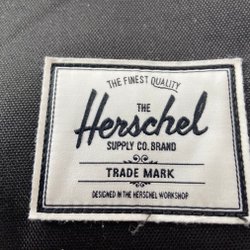 THE FINEST QUALITY
THE
Herschel
SUPPLY CO. BRAND
TRADE MARK
DESIGNED IN THE HERSCHEL WORKSHOP